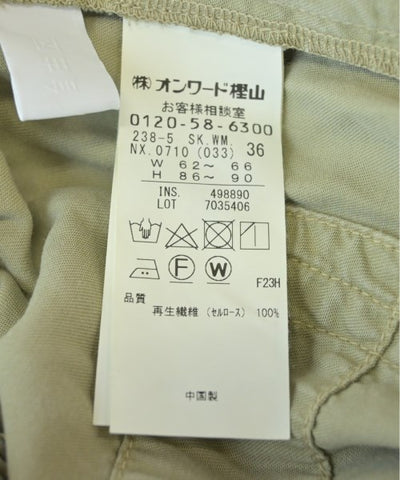 ㈱オンワード樫山
お客様相談室
0120-58-6300
238-5 SK.WM. 36
NX.0710 (033)
W 62～ 66
H 86～ 90
INS. 498890
LOT 7035406
F W F23H
品質
再生繊維 (セルロース) 100%
中国製